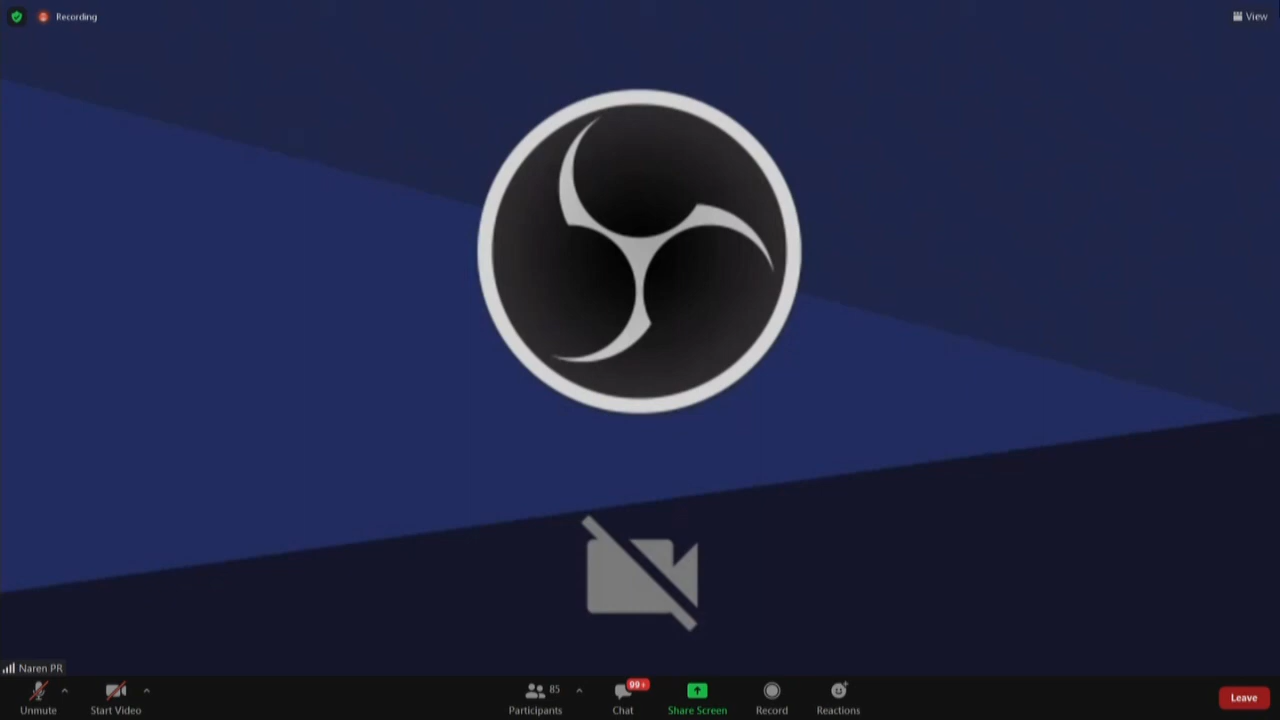 Recording
View
Naren PR
Unmute
Start Video
85
Participants
99+
Chat
Share Screen
Record
Reactions
Leave